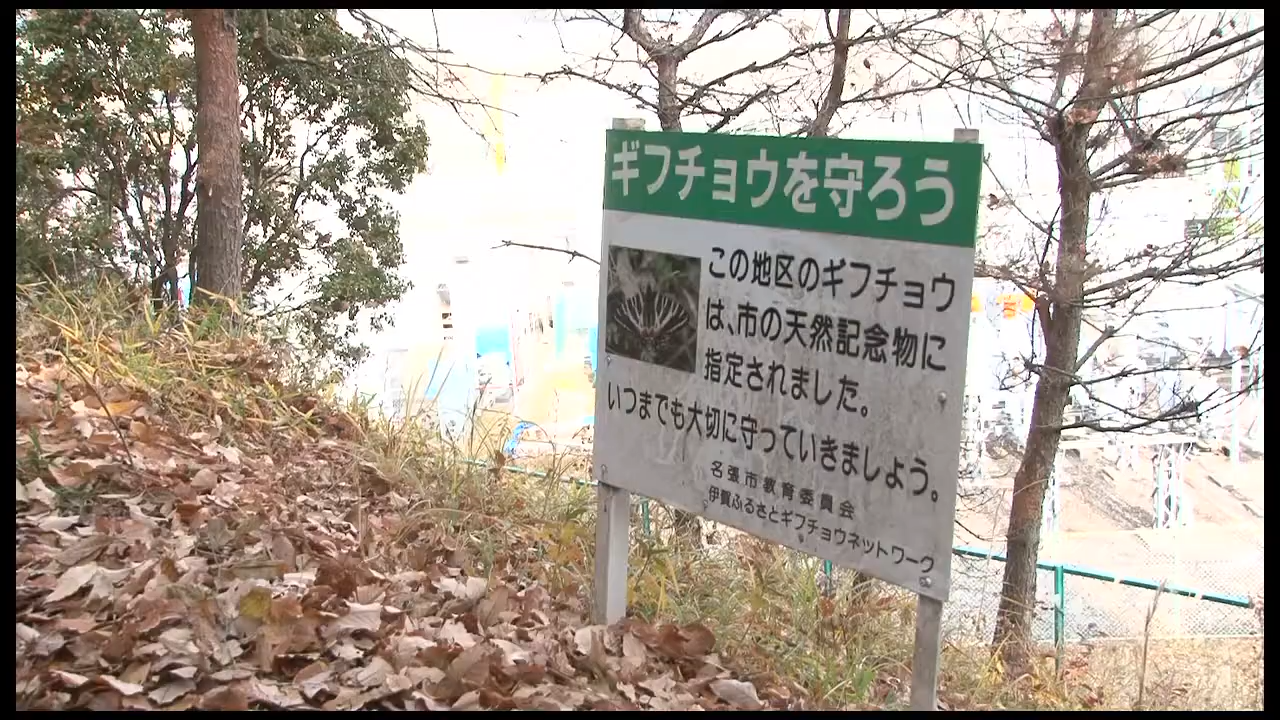 ギフチョウを守ろう
この地区のギフチョウ
は、市の天然記念物に
指定されました。
いつまでも大切に守っていきましょう。
名張市教育委員会
伊賀ふるさとギフチョウネットワーク